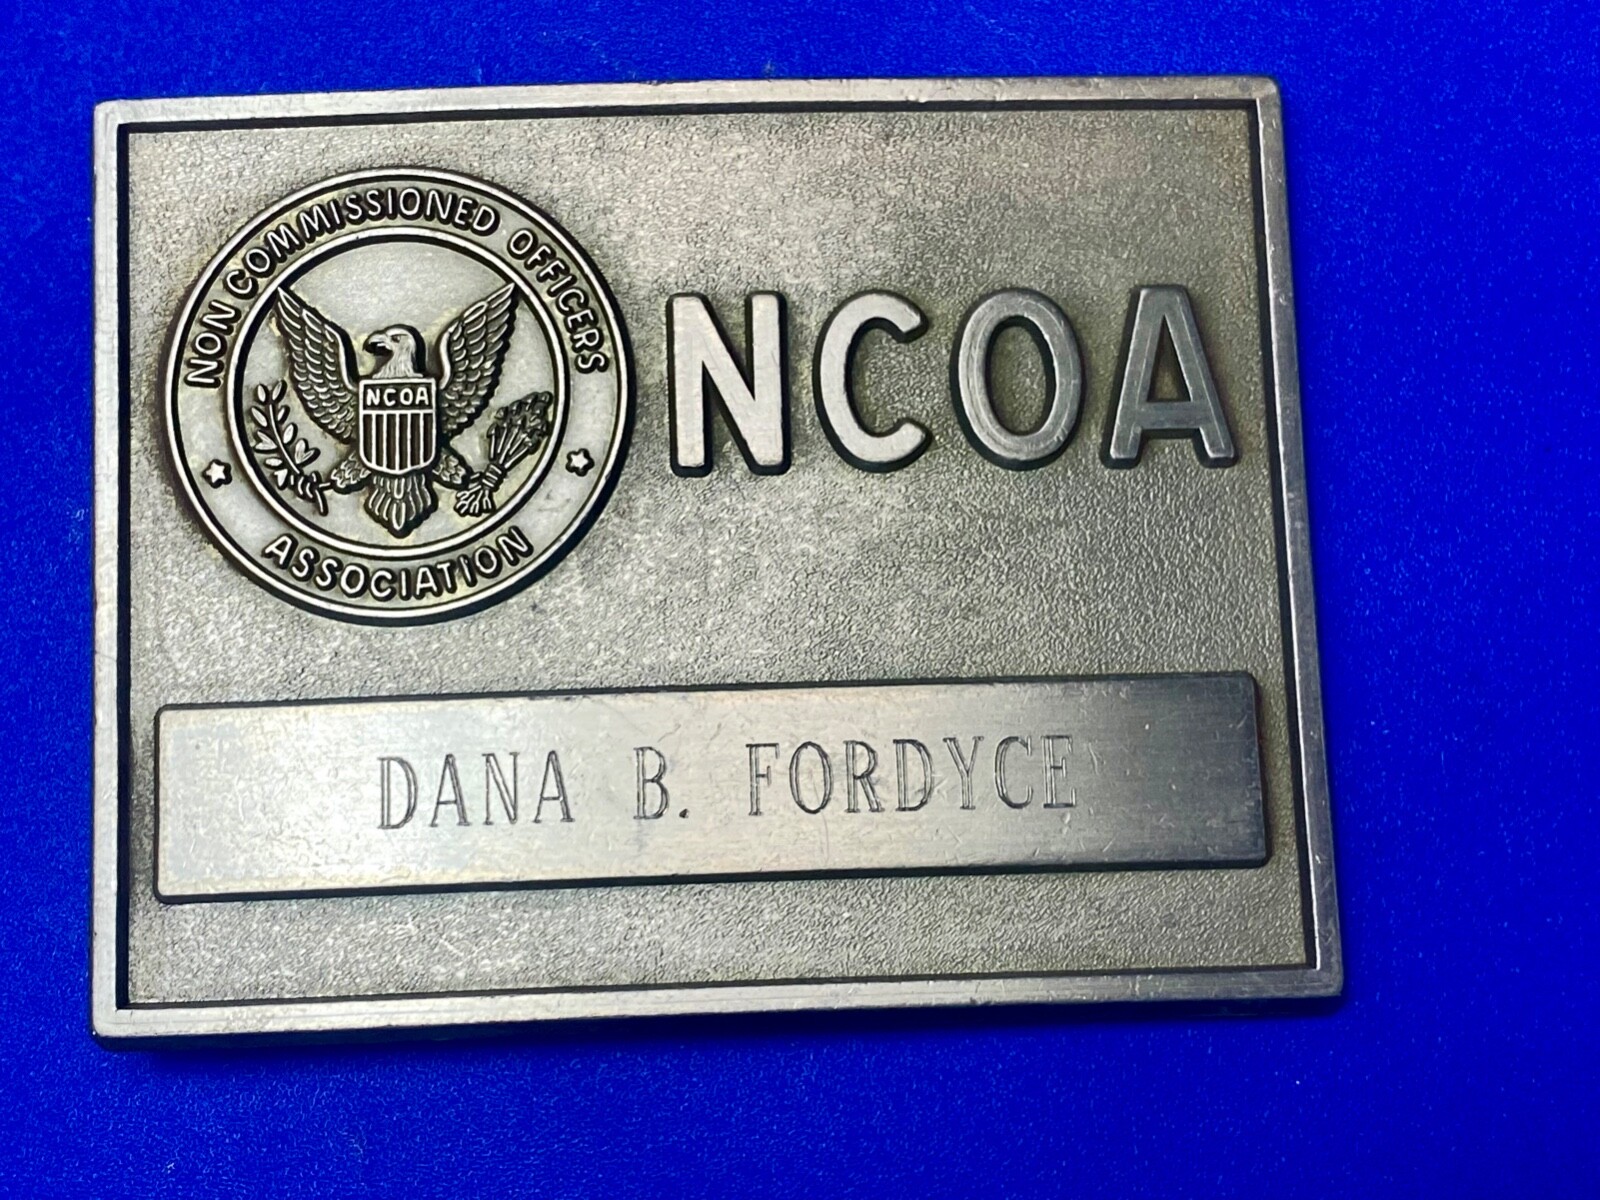 NON COMMISSIONED OFFICERS
NCOA
ASSOCIATION
NCOA
DANA B. FORDYCE